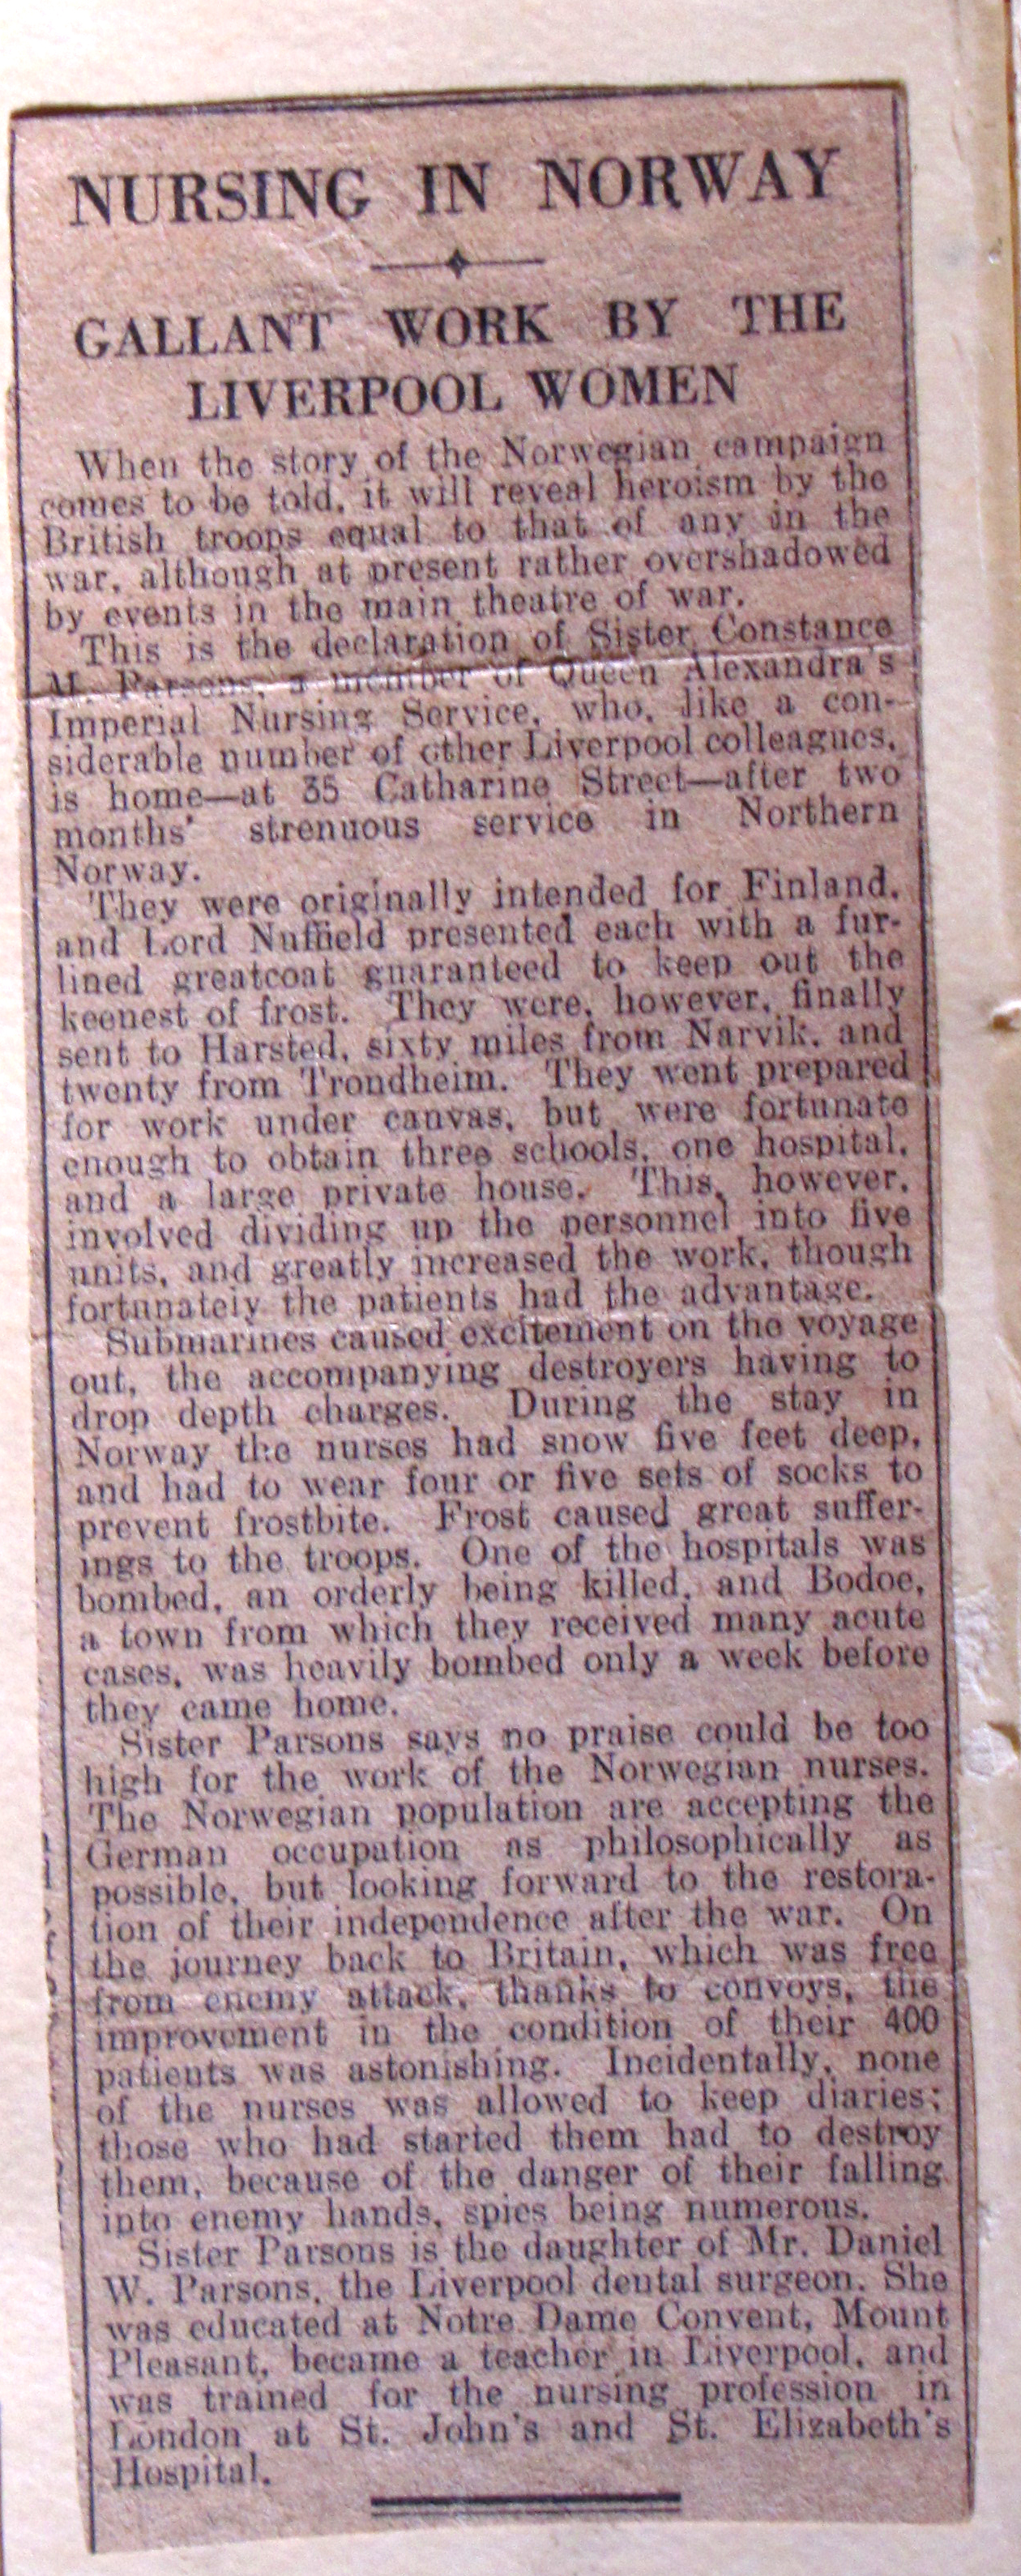 NURSING IN NORWAY
GALLANT WORK BY THE
LIVERPOOL WOMEN
When the story of the Norwegian campaign
comes to be told, it will reveal heroism by the
British troops equal to that of any in the
war, although at present rather overshadowed
by events in the main theatre of war.
This is the declaration of Sister Constance
M. Parsons, a member of Queen Alexandra's
Imperial Nursing Service, who, like a con-
siderable number of other Liverpool colleagues,
is home—at 35 Catharine Street—after two
months' strenuous service in Northern
Norway.
They were originally intended for Finland,
and Lord Nuffield presented each with a fur-
lined greatcoat guaranteed to keep out the
keenest of frost. They were, however, finally
sent to Harsted, sixty miles from Narvik, and
twenty from Trondheim. They went prepared
for work under canvas, but were fortunate
enough to obtain three schools, one hospital,
and a large private house. This, however,
involved dividing up the personnel into five
units, and greatly increased the work, though
fortunately the patients had the advantage.
Submarines caused excitement on the voyage
out, the accompanying destroyers having to
drop depth charges. During the stay in
Norway the nurses had snow five feet deep,
and had to wear four or five sets of socks to
prevent frostbite. Frost caused great suffer-
ings to the troops. One of the hospitals was
bombed, an orderly being killed, and Bodoe,
a town from which they received many acute
cases, was heavily bombed only a week before
they came home.
Sister Parsons says no praise could be too
high for the work of the Norwegian nurses.
The Norwegian population are accepting the
German occupation as philosophically as
possible, but looking forward to the restora-
tion of their independence after the war. On
the journey back to Britain, which was free
from enemy attack, thanks to convoys, the
improvement in the condition of their 400
patients was astonishing. Incidentally, none
of the nurses was allowed to keep diaries;
those who had started them had to destroy
them, because of the danger of their falling
into enemy hands, spies being numerous.
Sister Parsons is the daughter of Mr. Daniel
W. Parsons, the Liverpool dental surgeon. She
was educated at Notre Dame Convent, Mount
Pleasant, became a teacher in Liverpool, and
was trained for the nursing profession in
London at St. John's and St. Elizabeth's
Hospital.